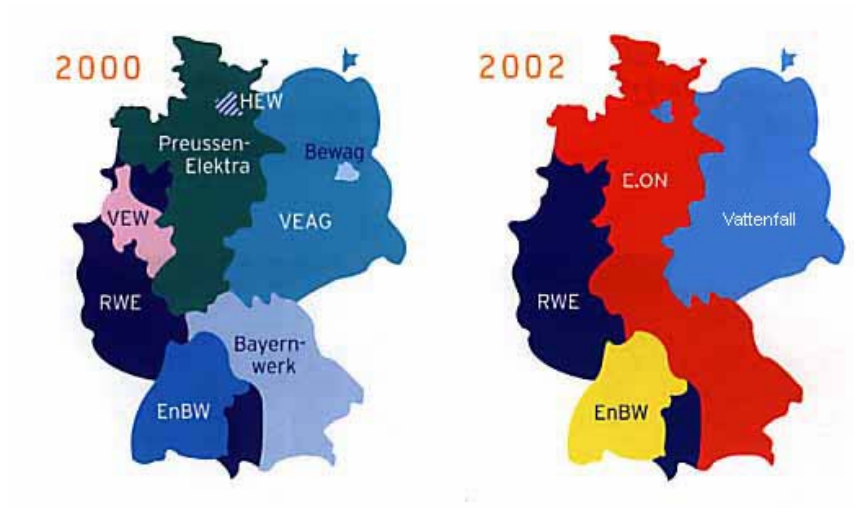 2000
HEW
Preussen-
Elektra
Bewag
VEW
VEAG
RWE
Bayern-
werk
EnBW
2002
E.ON
Vattenfall
RWE
EnBW